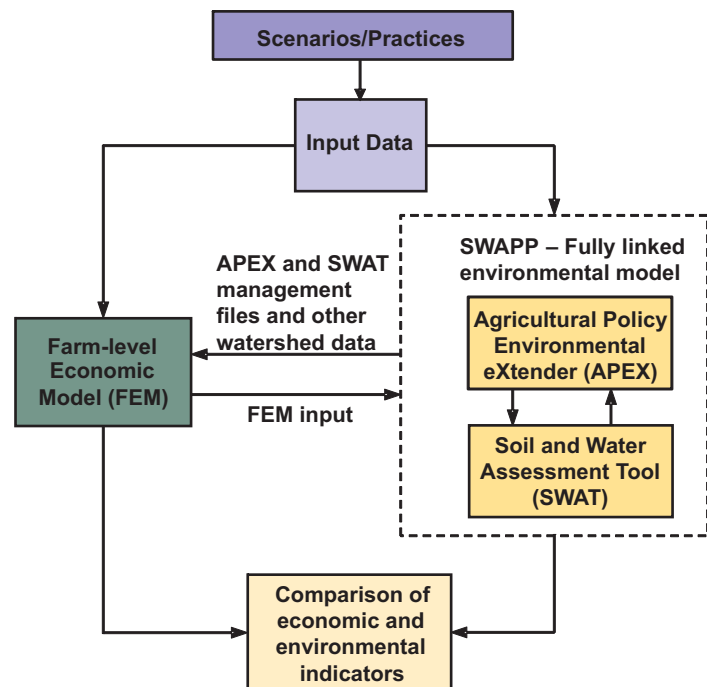 Scenarios/Practices
Input Data
SWAPP – Fully linked
environmental model
APEX and SWAT
management
files and other
watershed data
Agricultural Policy
Environmental
eXtender (APEX)
Farm-level
Economic
Model (FEM)
FEM input
Soil and Water
Assessment Tool
(SWAT)
Comparison of
economic and
environmental
indicators